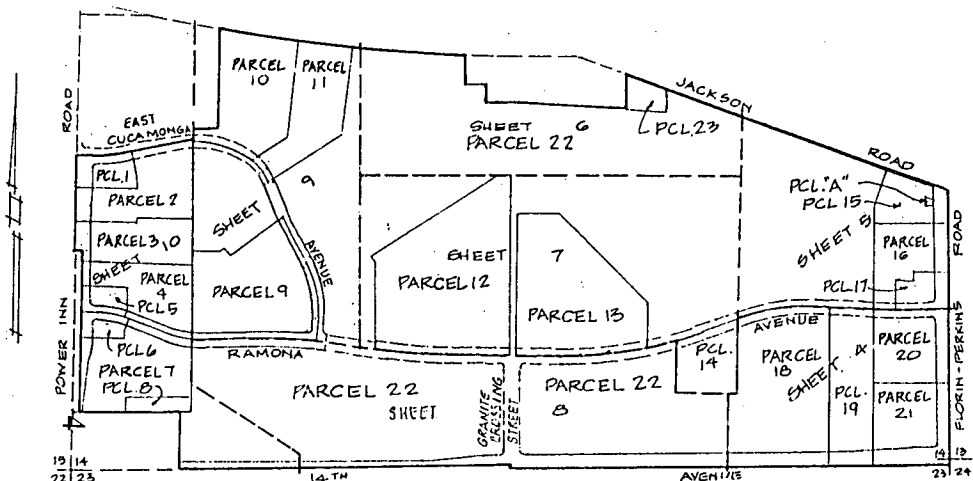 PARCEL
10
PARCEL
11
JACKSON
ROAD
ROAD
EAST
CUCAMONGA
SHEET 6
PARCEL 22
PCL.23
PCL.1
PARCEL 2
SHEET
9
PCL."A"
PCL 15
SHEET 5
ROAD
PARCEL 3
10
SHEET
PARCEL
4
PCL 5
AVENUE
SHEET
PARCEL 12
7
PARCEL 16
PCL.17
PARCEL 9
PARCEL 13
POWER INN
PCL 6
PARCEL 7
PCL.8
RAMONA
AVENUE
PCL.
14
PARCEL
18
SHEET
PCL.
19
PARCEL
20
PARCEL
21
FLORIN-PERKINS
PARCEL 22
SHEET
GRANITE
CROSSING
STREET
PARCEL 22
8
15 14
22 23
14TH
AVENUE
14 13
23 24